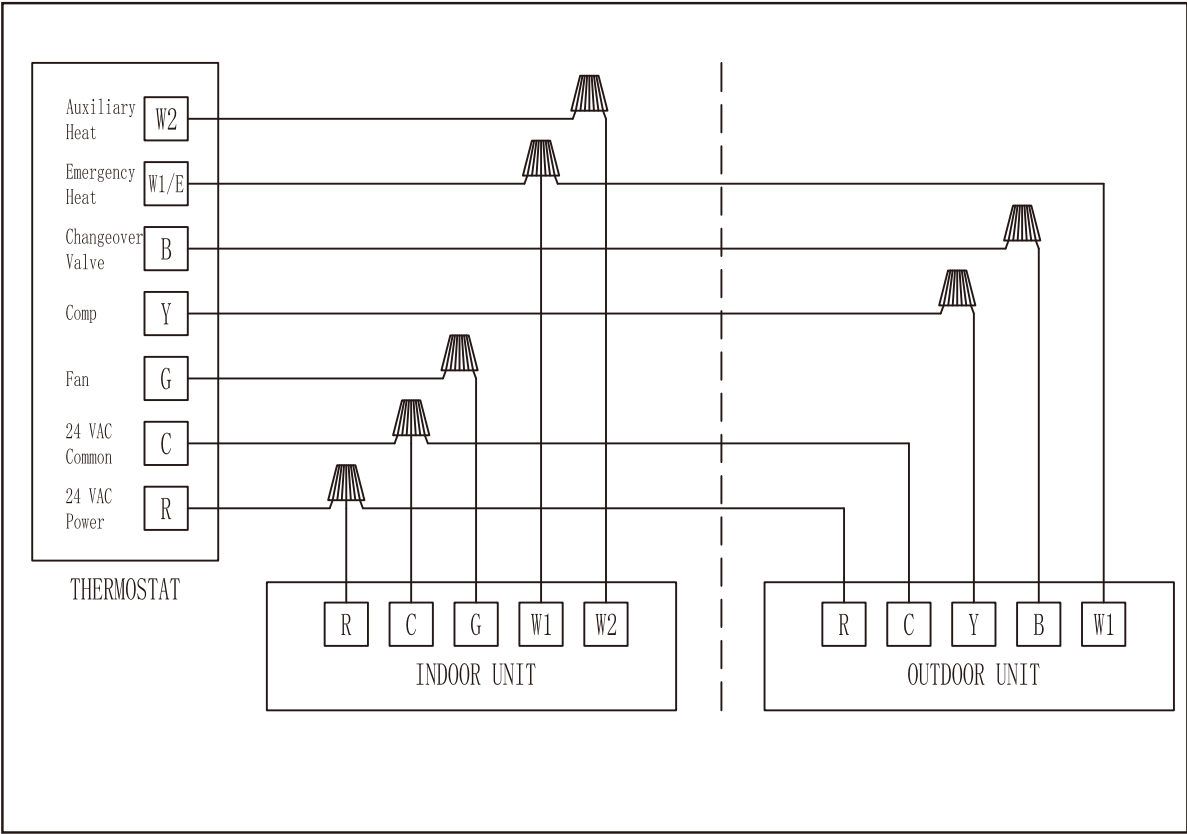 Auxiliary
Heat
W2
Emergency
Heat
W1/E
Changeover
Valve
B
Comp
Y
Fan
G
24 VAC
Common
C
24 VAC
Power
R
THERMOSTAT
R C G W1 W2
INDOOR UNIT
R C Y B W1
OUTDOOR UNIT